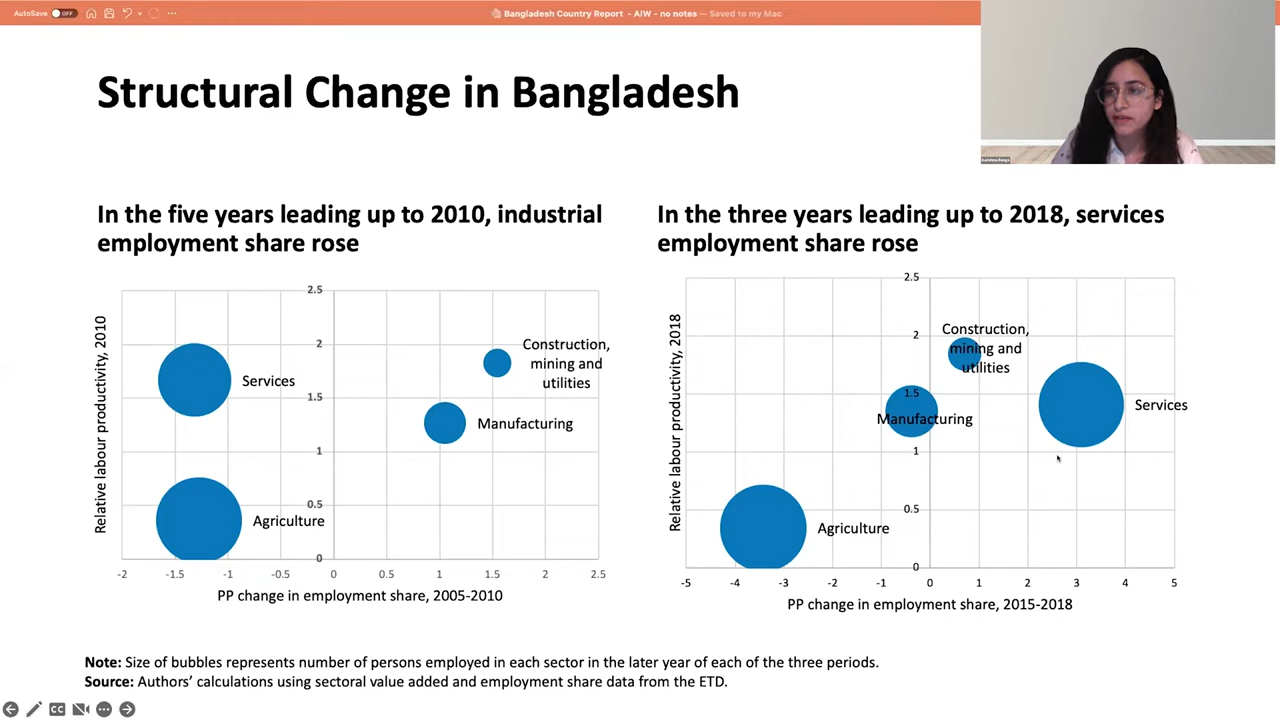 AutoSave OFF
Bangladesh Country Report - AIW - no notes — Saved to my Mac
Structural Change in Bangladesh
In the five years leading up to 2010, industrial
employment share rose
In the three years leading up to 2018, services
employment share rose
Relative labour productivity, 2010
2.5
2
1.5
1
0.5
0
Services
Agriculture
Construction,
mining and
utilities
Manufacturing
-2 -1.5 -1 -0.5 0 0.5 1 1.5 2 2.5
PP change in employment share, 2005-2010
Relative labour productivity, 2018
2.5
2
1.5
1
0.5
0
Construction,
mining and
utilities
Manufacturing
Services
Agriculture
-5 -4 -3 -2 -1 0 1 2 3 4 5
PP change in employment share, 2015-2018
Note: Size of bubbles represents number of persons employed in each sector in the later year of each of the three periods.
Source: Authors’ calculations using sectoral value added and employment share data from the ETD.
CC